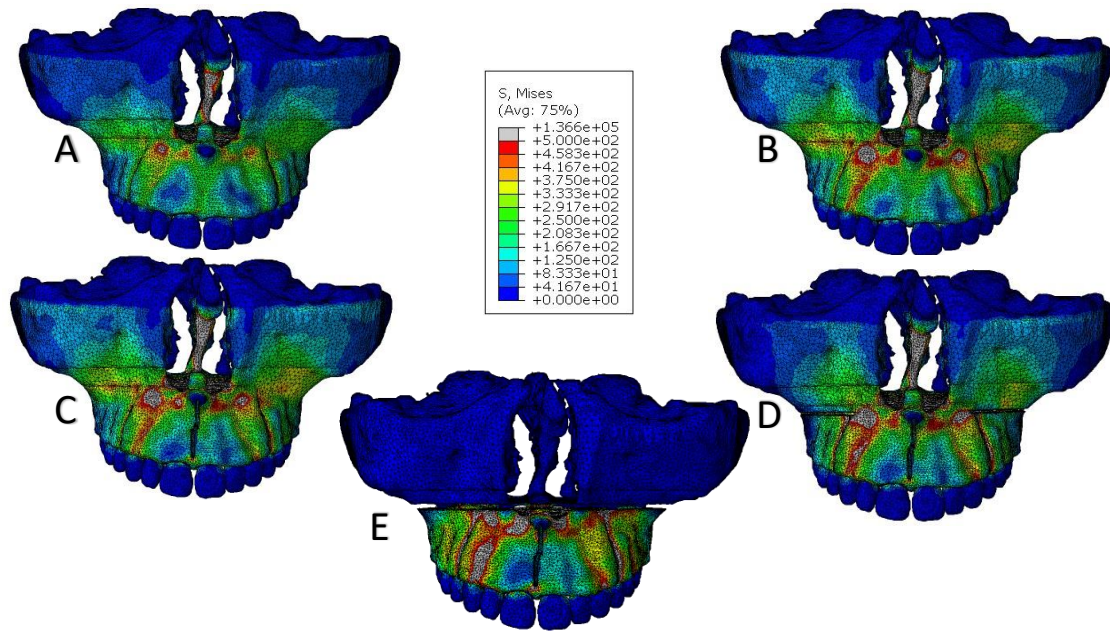 S, Mises
(Avg: 75%)
+1.366e+05
+5.000e+02
+4.583e+02
+4.167e+02
+3.750e+02
+3.333e+02
+2.917e+02
+2.500e+02
+2.083e+02
+1.667e+02
+1.250e+02
+8.333e+01
+4.167e+01
+0.000e+00
A
B
C
D
E